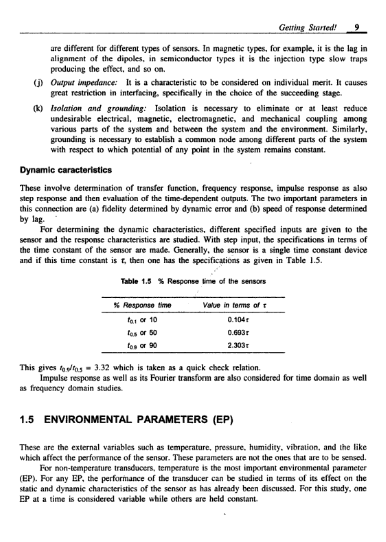 Getting Started! 9
are different for different types of sensors. In magnetic types, for example, it is the lag in
alignment of the dipoles, in semiconductor types it is the injection type slow traps
producing the effect, and so on.
(j) Output impedance: It is a characteristic to be considered on individual merit. It causes
great restriction in interfacing, specifically in the choice of the succeeding stage.
(k) Isolation and grounding: Isolation is necessary to eliminate or at least reduce
undesirable electrical, magnetic, electromagnetic, and mechanical coupling among
various parts of the system and between the system and the environment. Similarly,
grounding is necessary to establish a common node among different parts of the system
with respect to which potential of any point in the system remains constant.
Dynamic caracteristics
These involve determination of transfer function, frequency response, impulse response as also
step response and then evaluation of the time-dependent outputs. The two important parameters in
this connection are (a) fidelity determined by dynamic error and (b) speed of response determined
by lag.
For determining the dynamic characteristics, different specified inputs are given to the
sensor and the response characteristics are studied. With step input, the specifications in terms of
the time constant of the sensor are made. Generally, the sensor is a single time constant device
and if this time constant is τ, then one has the specifications as given in Table 1.5.
Table 1.5 % Response time of the sensors
% Response time Value in terms of τ
t0.1 or 10 0.104τ
t0.5 or 50 0.693τ
t0.9 or 90 2.303τ
This gives t0.9/t0.5 = 3.32 which is taken as a quick check relation.
Impulse response as well as its Fourier transform are also considered for time domain as well
as frequency domain studies.
1.5 ENVIRONMENTAL PARAMETERS (EP)
These are the external variables such as temperature, pressure, humidity, vibration, and the like
which affect the performance of the sensor. These parameters are not the ones that are to be sensed.
For non-temperature transducers, temperature is the most important environmental parameter
(EP). For any EP, the performance of the transducer can be studied in terms of its effect on the
static and dynamic characteristics of the sensor as has already been discussed. For this study, one
EP at a time is considered variable while others are held constant.